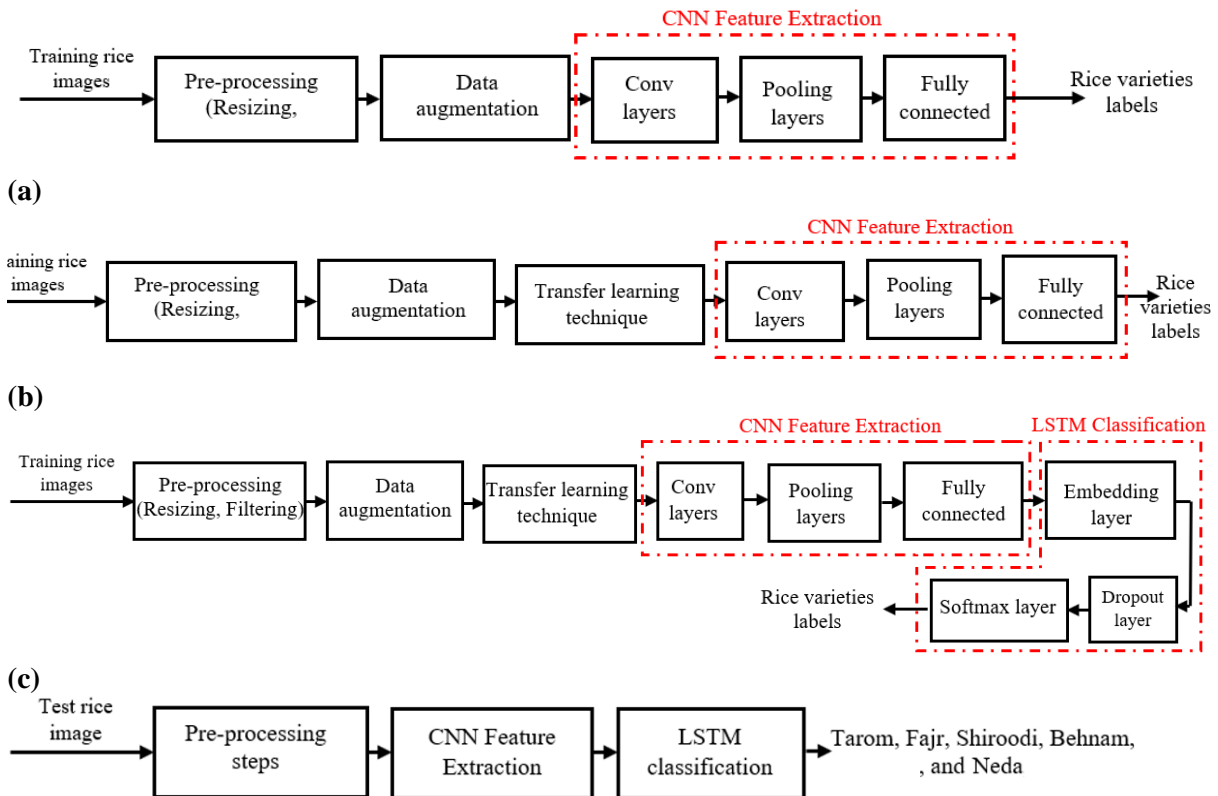 CNN Feature Extraction
Training rice
images
Pre-processing
(Resizing,
Data
augmentation
Conv
layers
Pooling
layers
Fully
connected
Rice varieties
labels
(a)
CNN Feature Extraction
aining rice
images
Pre-processing
(Resizing,
Data
augmentation
Transfer learning
technique
Conv
layers
Pooling
layers
Fully
connected
Rice
varieties
labels
(b)
CNN Feature Extraction
LSTM Classification
Training rice
images
Pre-processing
(Resizing, Filtering)
Data
augmentation
Transfer learning
technique
Conv
layers
Pooling
layers
Fully
connected
Embedding
layer
Dropout
layer
Softmax layer
Rice varieties
labels
(c)
Test rice
image
Pre-processing
steps
CNN Feature
Extraction
LSTM
classification
Tarom, Fajr, Shiroodi, Behnam,
, and Neda